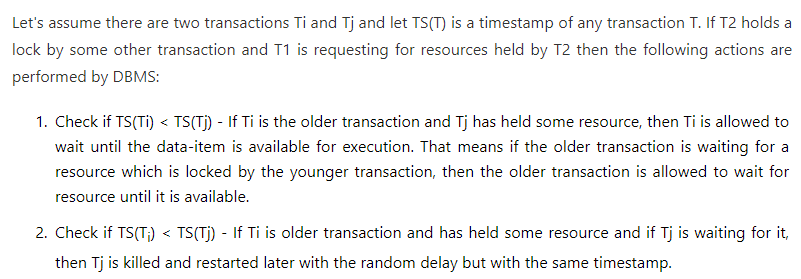 Let's assume there are two transactions Ti and Tj and let TS(T) is a timestamp of any transaction T. If T2 holds a
lock by some other transaction and T1 is requesting for resources held by T2 then the following actions are
performed by DBMS:
1. Check if TS(Ti) < TS(Tj) - If Ti is the older transaction and Tj has held some resource, then Ti is allowed to
wait until the data-item is available for execution. That means if the older transaction is waiting for a
resource which is locked by the younger transaction, then the older transaction is allowed to wait for
resource until it is available.
2. Check if TS(Tᵢ) < TS(Tj) - If Ti is older transaction and has held some resource and if Tj is waiting for it,
then Tj is killed and restarted later with the random delay but with the same timestamp.